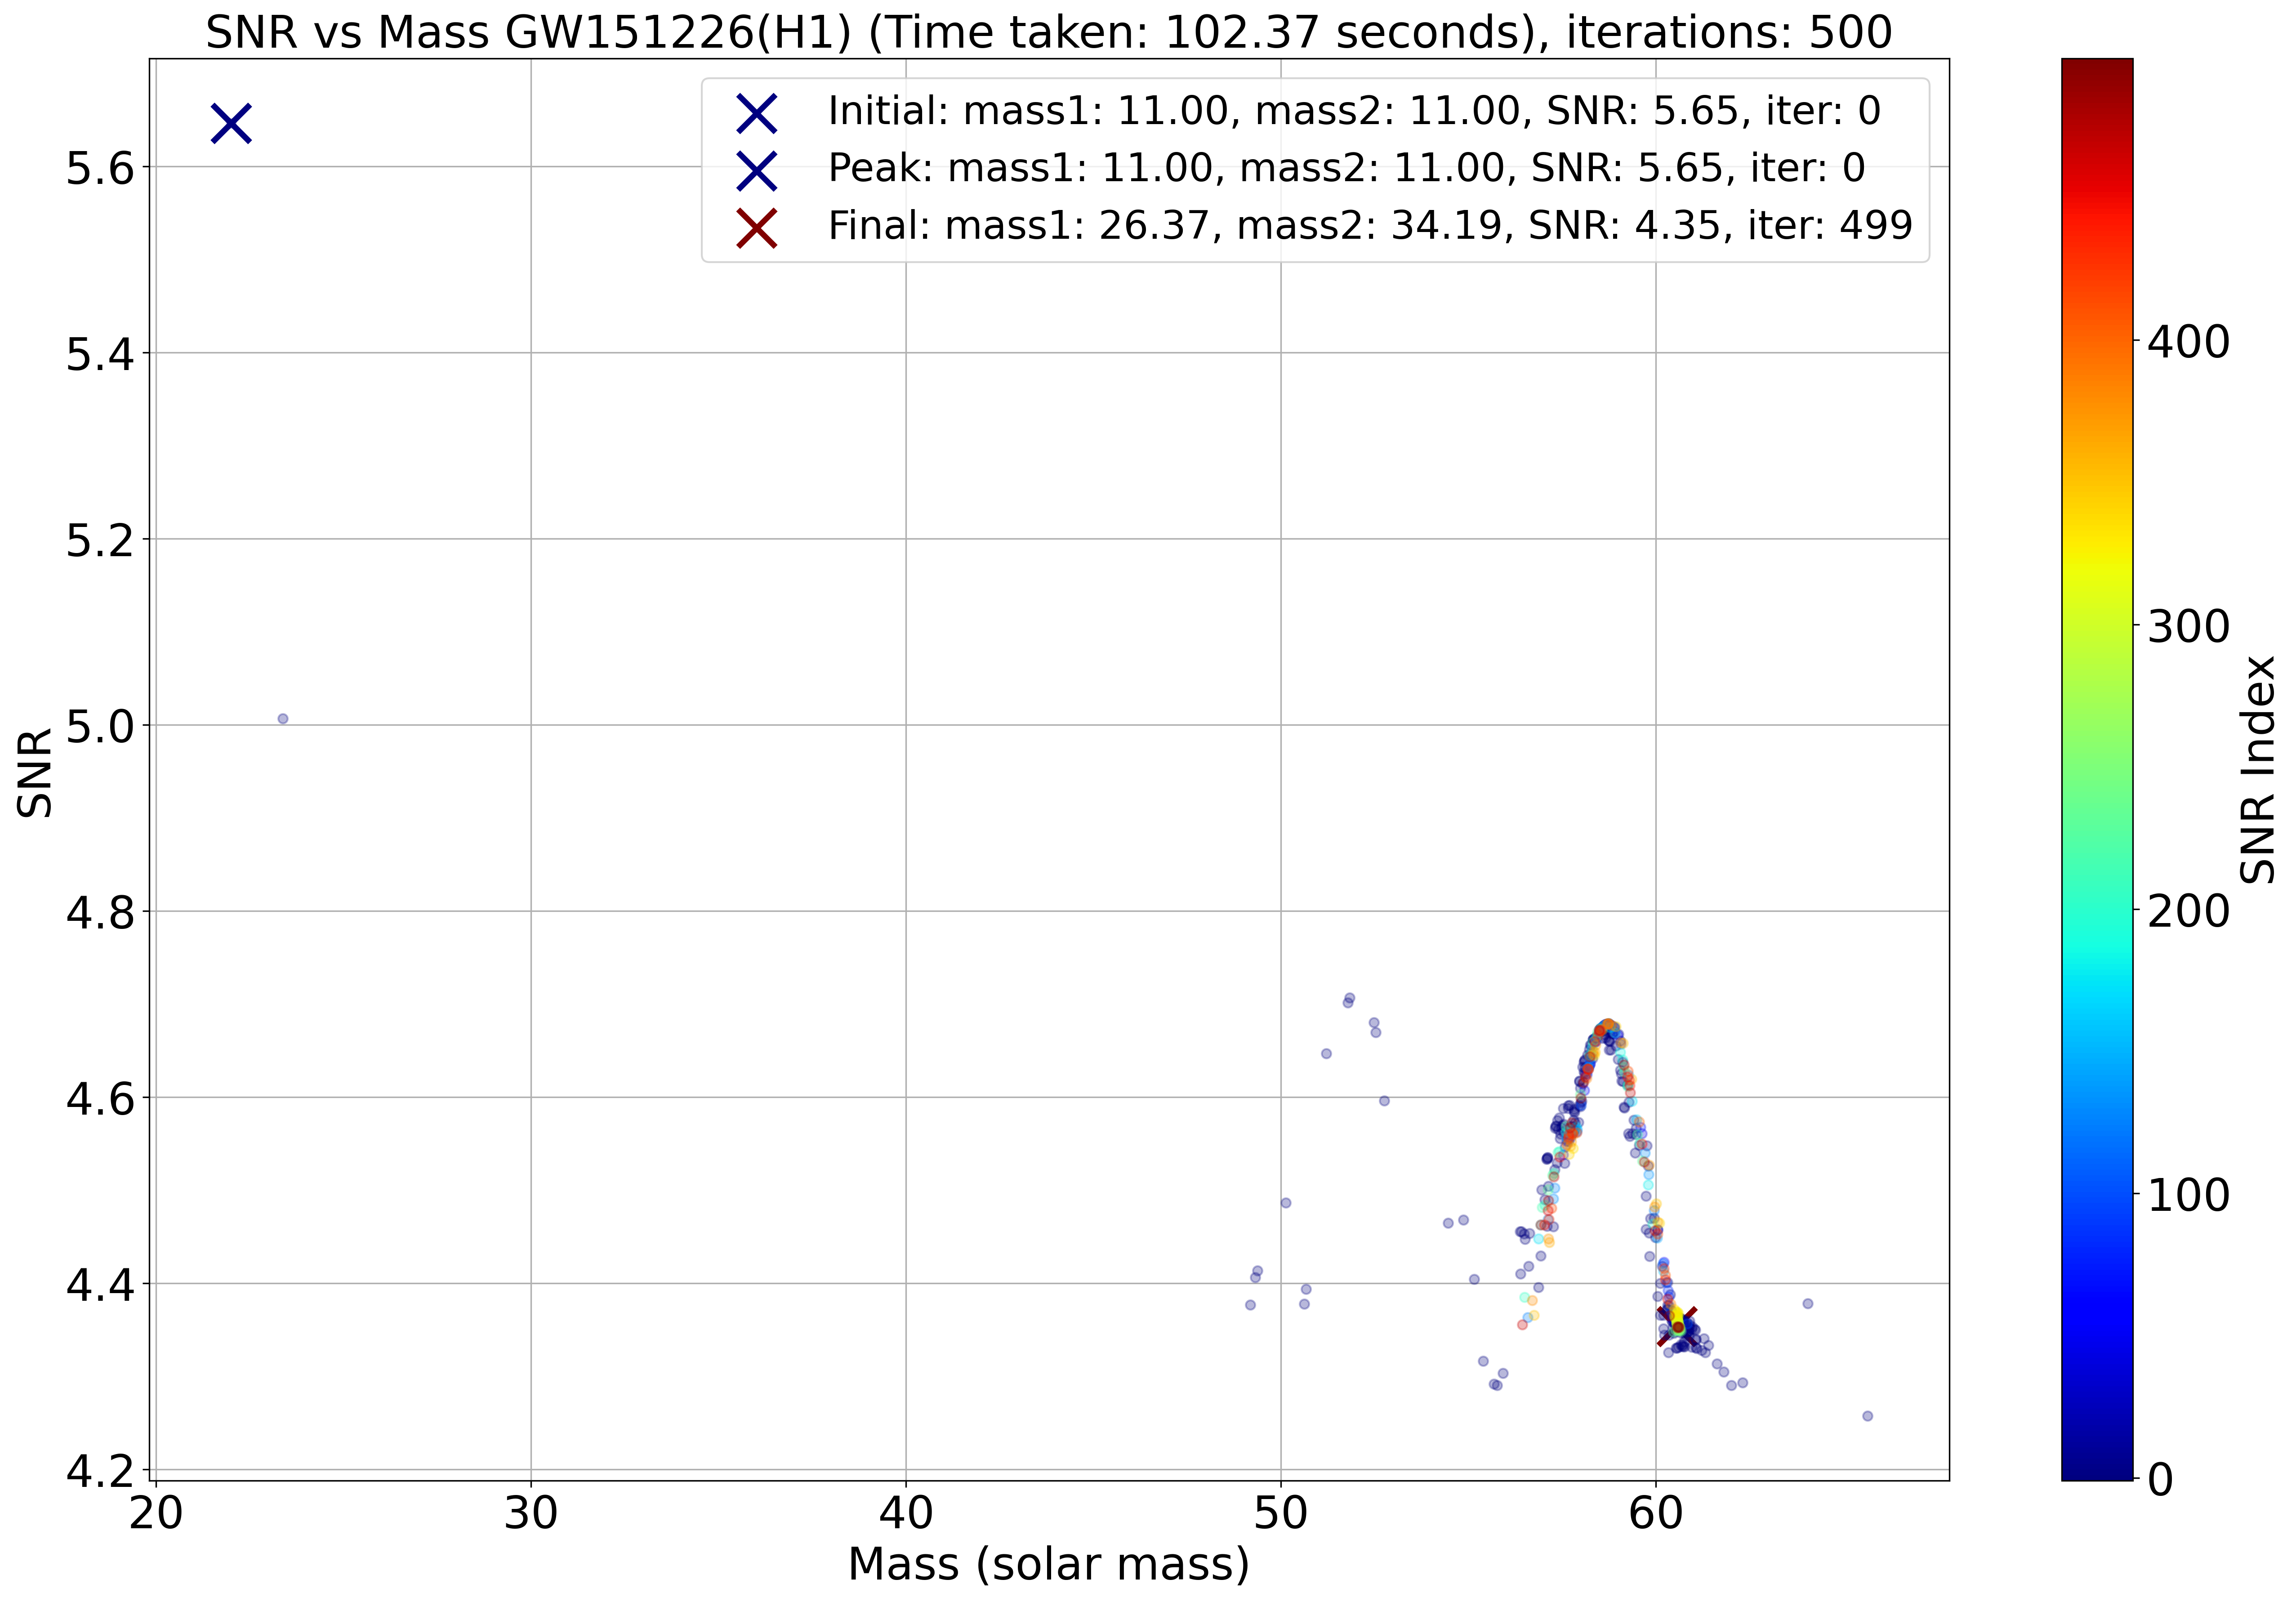 SNR vs Mass GW151226(H1) (Time taken: 102.37 seconds), iterations: 500
Initial: mass1: 11.00, mass2: 11.00, SNR: 5.65, iter: 0
Peak: mass1: 11.00, mass2: 11.00, SNR: 5.65, iter: 0
Final: mass1: 26.37, mass2: 34.19, SNR: 4.35, iter: 499
SNR
5.6
5.4
5.2
5.0
4.8
4.6
4.4
4.2
20 30 40 50 60
Mass (solar mass)
400
300
200
100
0
SNR Index